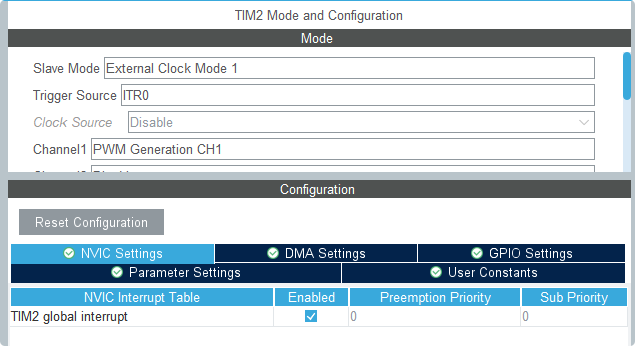 TIM2 Mode and Configuration
Mode
Slave Mode External Clock Mode 1
Trigger Source ITR0
Clock Source Disable
Channel1 PWM Generation CH1
Configuration
Reset Configuration
NVIC Settings DMA Settings GPIO Settings
Parameter Settings User Constants
NVIC Interrupt Table Enabled Preemption Priority Sub Priority
TIM2 global interrupt 0 0